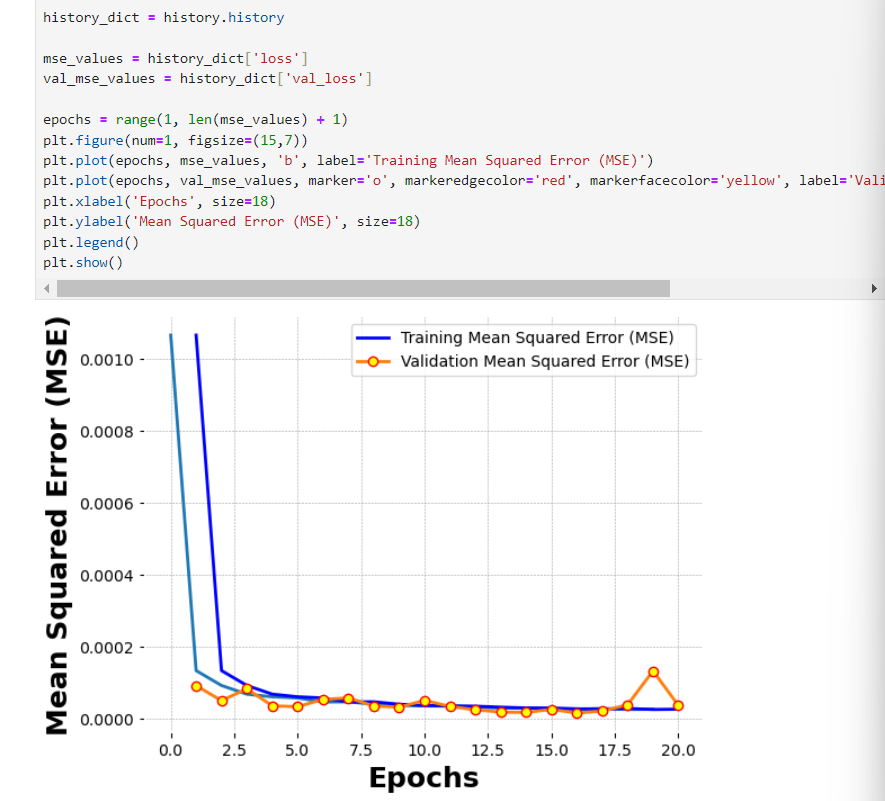 history_dict = history.history
mse_values = history_dict['loss']
val_mse_values = history_dict['val_loss']
epochs = range(1, len(mse_values) + 1)
plt.figure(num=1, figsize=(15,7))
plt.plot(epochs, mse_values, 'b', label='Training Mean Squared Error (MSE)')
plt.plot(epochs, val_mse_values, marker='o', markeredgecolor='red', markerfacecolor='yellow', label='Vali
plt.xlabel('Epochs', size=18)
plt.ylabel('Mean Squared Error (MSE)', size=18)
plt.legend()
plt.show()
Mean Squared Error (MSE)
Training Mean Squared Error (MSE)
Validation Mean Squared Error (MSE)
0.0010
0.0008
0.0006
0.0004
0.0002
0.0000
0.0 2.5 5.0 7.5 10.0 12.5 15.0 17.5 20.0
Epochs